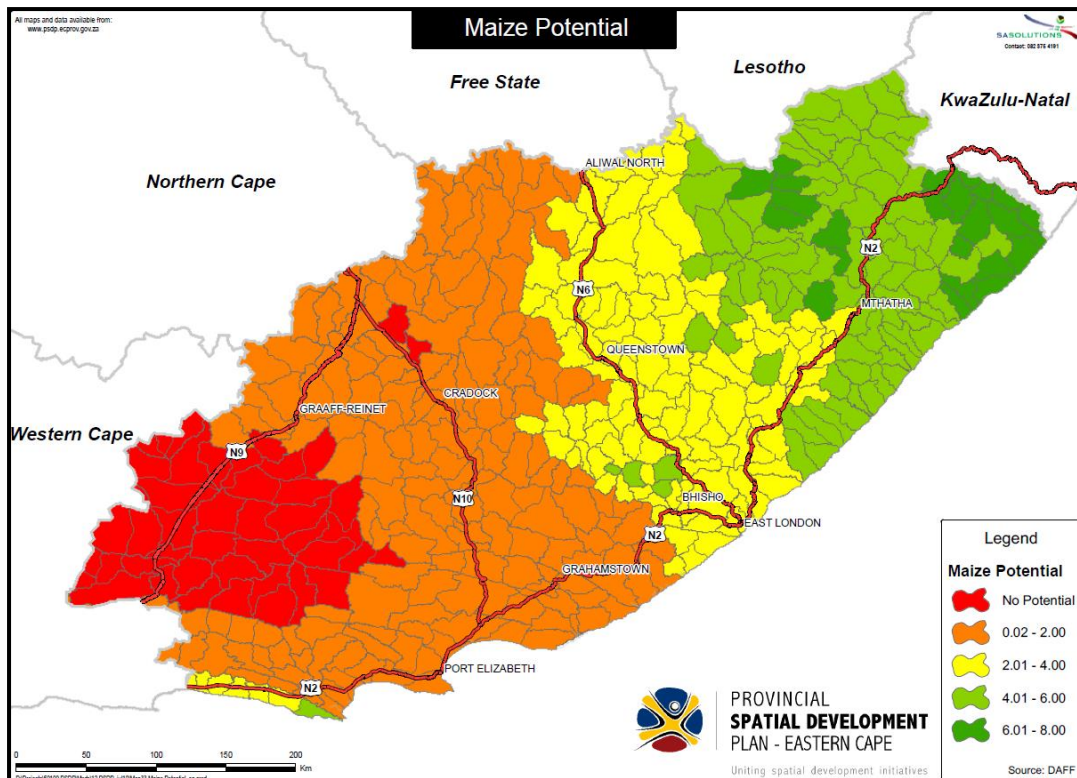 All maps and data available from:
www.psdp.ecprov.gov.za
Maize Potential
SASOLUTIONS
Contact: 082 875 4191
Free State
Lesotho
KwaZulu-Natal
Northern Cape
Western Cape
ALIWAL NORTH
N2
N6
MTHATHA
QUEENSTOWN
CRADOCK
GRAAFF-REINET
N9
N10
BHISHO
EAST LONDON
N2
GRAHAMSTOWN
PORT ELIZABETH
N2
Legend
Maize Potential
No Potential
0.02 - 2.00
2.01 - 4.00
4.01 - 6.00
6.01 - 8.00
PROVINCIAL
SPATIAL DEVELOPMENT
PLAN - EASTERN CAPE
Uniting spatial development initiatives
0 50 100 150 200
Km
Source: DAFF